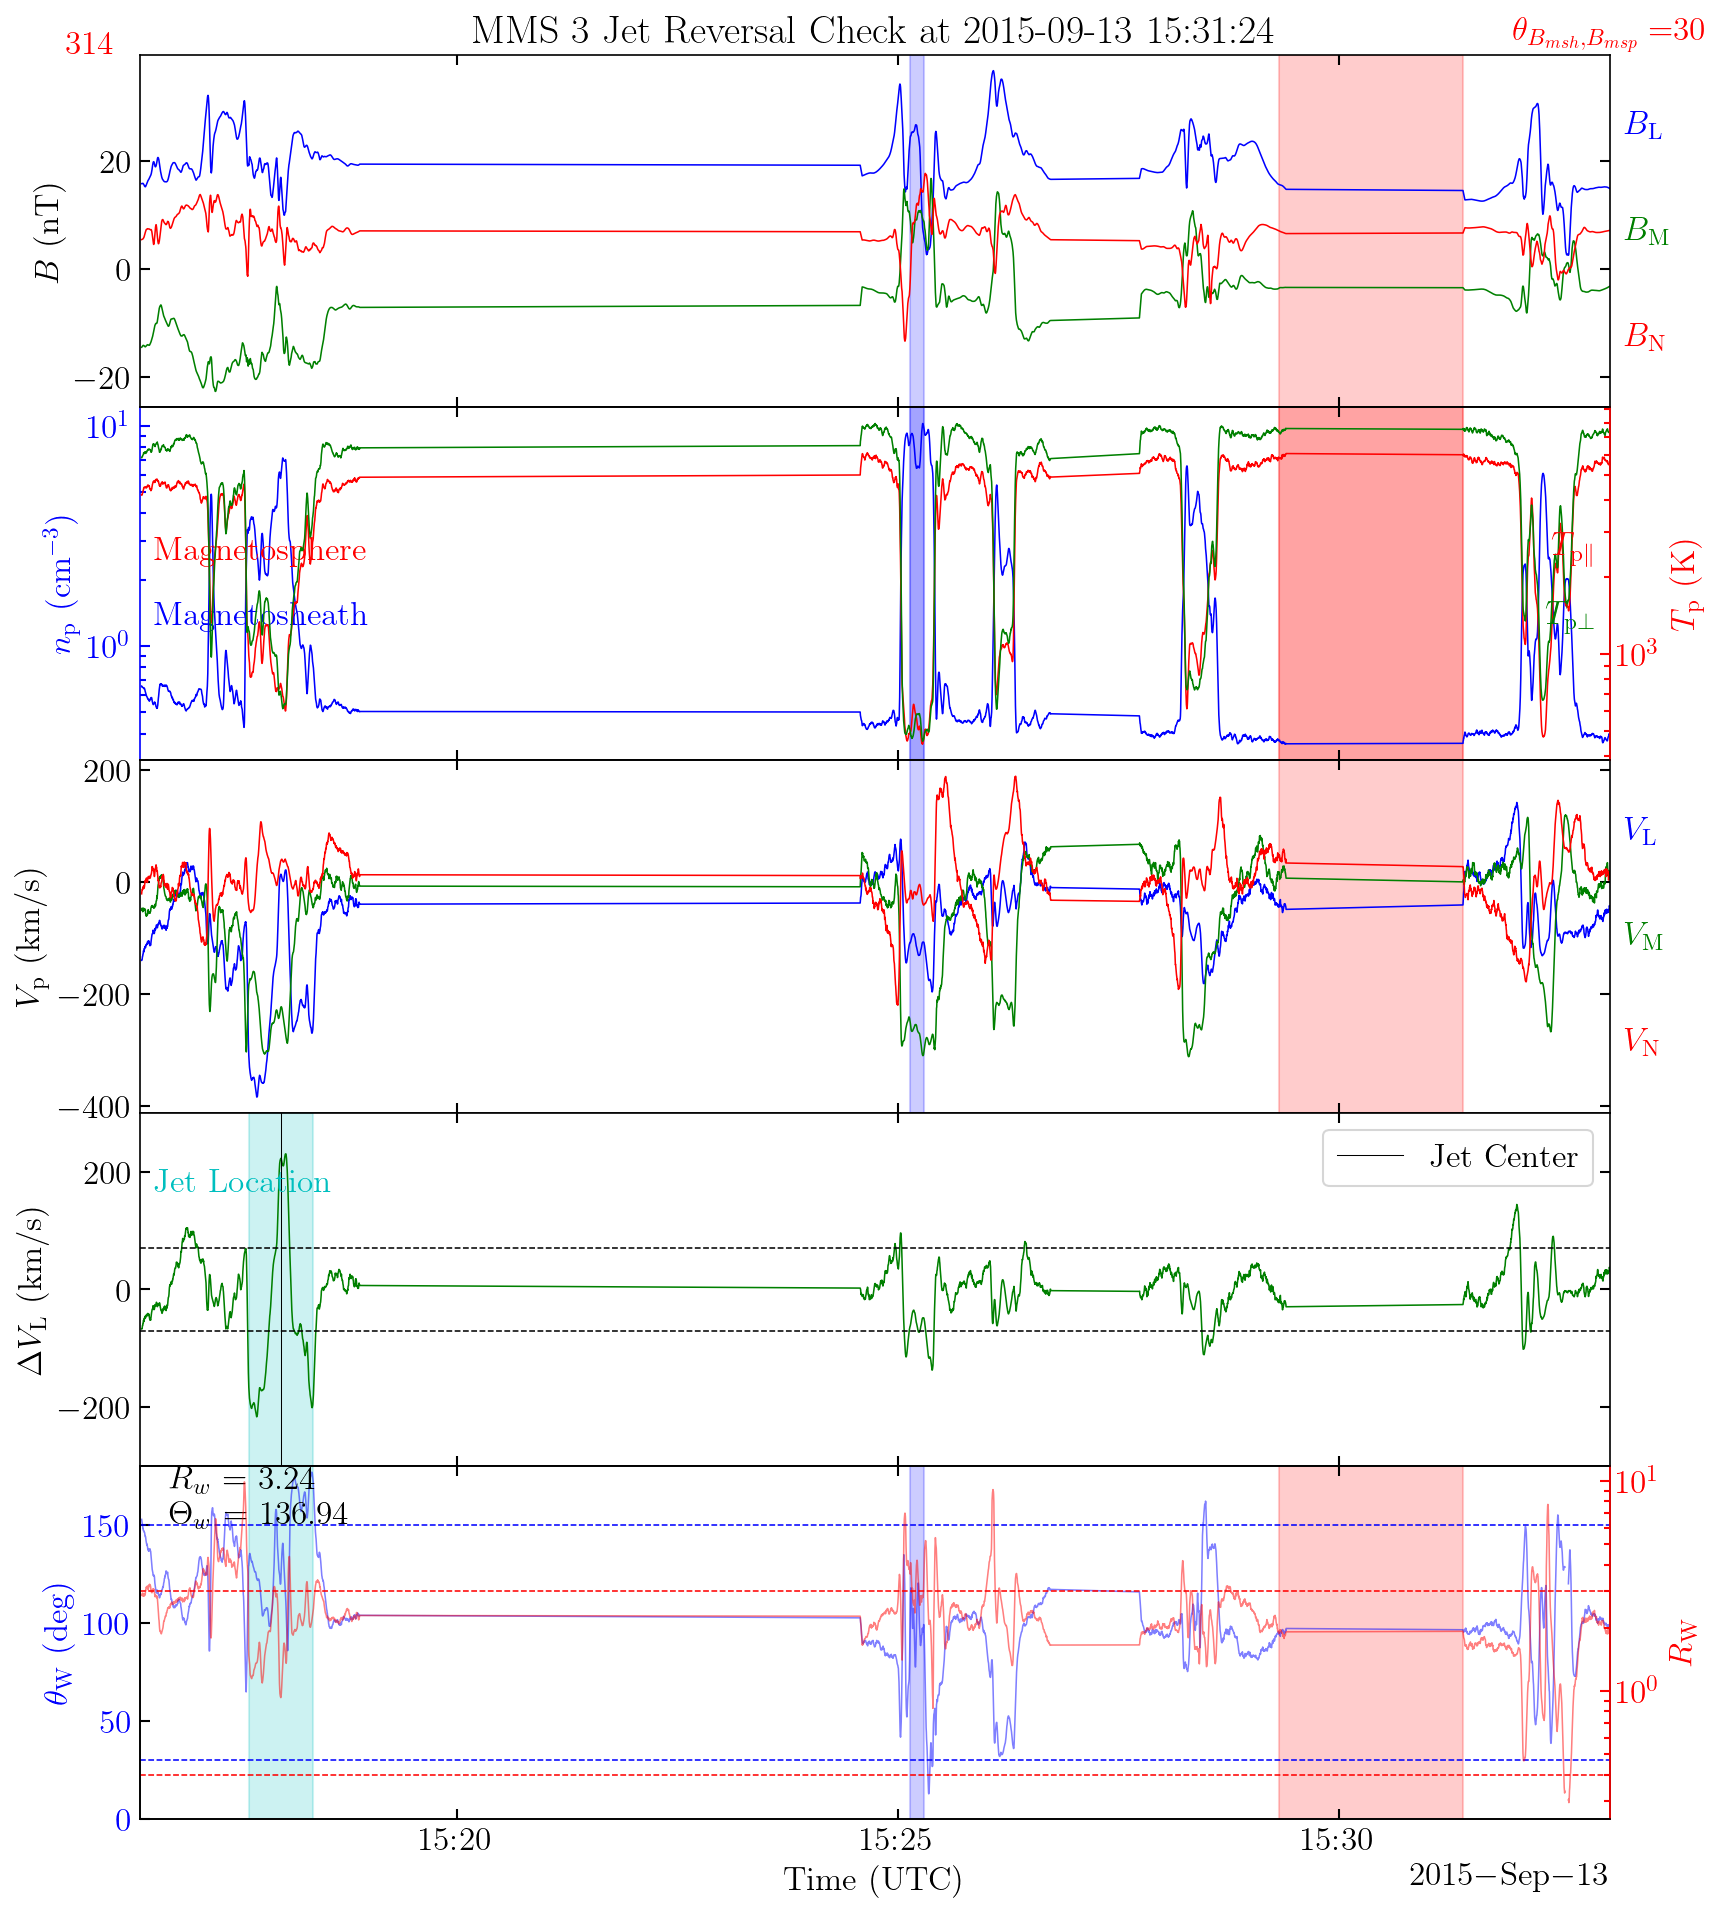 MMS 3 Jet Reversal Check at 2015-09-13 15:31:24
314
θ_{B_{msh},B_{msp}} =30
20
0
−20
B (nT)
B_L
B_M
B_N
10^1
10^0
n_p (cm^{−3})
Magnetosphere
Magnetosheath
T_{p∥}
T_{p⊥}
10^3
T_p (K)
200
0
−200
−400
V_p (km/s)
V_L
V_M
V_N
200
0
−200
ΔV_L (km/s)
Jet Location
Jet Center
R_w = 3.24
Θ_w = 136.94
150
100
50
0
θ_W (deg)
10^1
10^0
R_W
15:20
15:25
15:30
Time (UTC)
2015−Sep−13